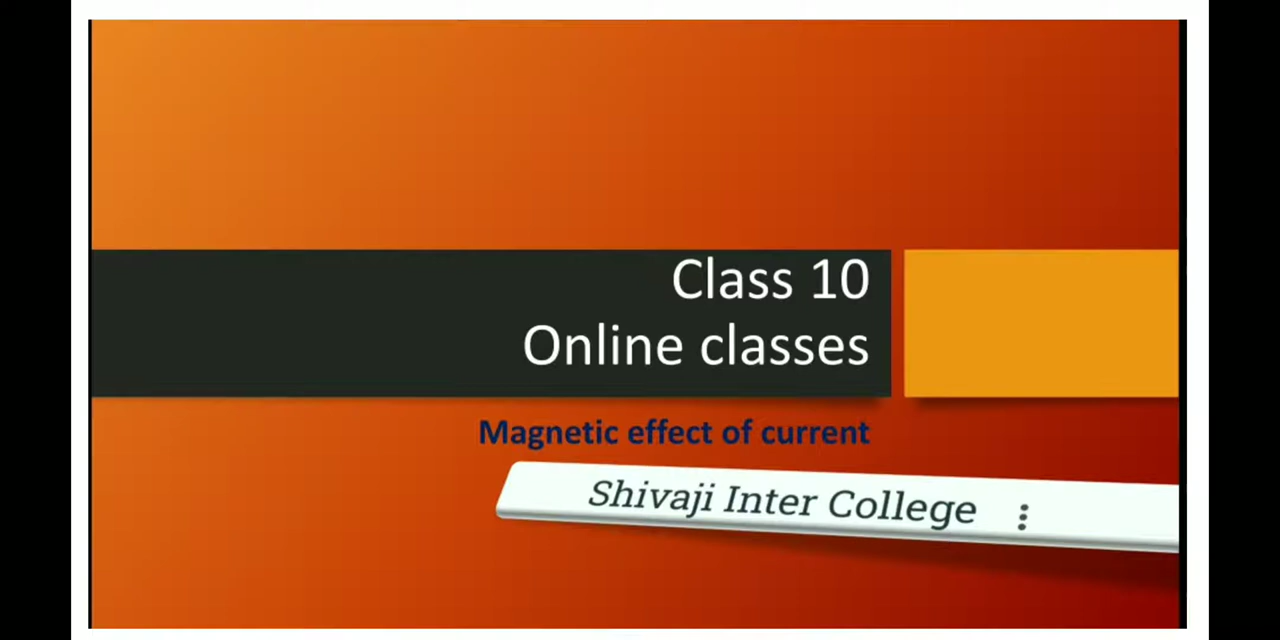 Class 10
Online classes
Magnetic effect of current
Shivaji Inter College